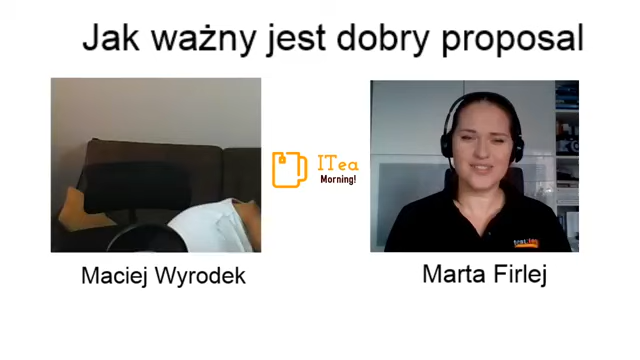 Jak ważny jest dobry proposal
ITea
Morning!
Maciej Wyrodek
Marta Firlej